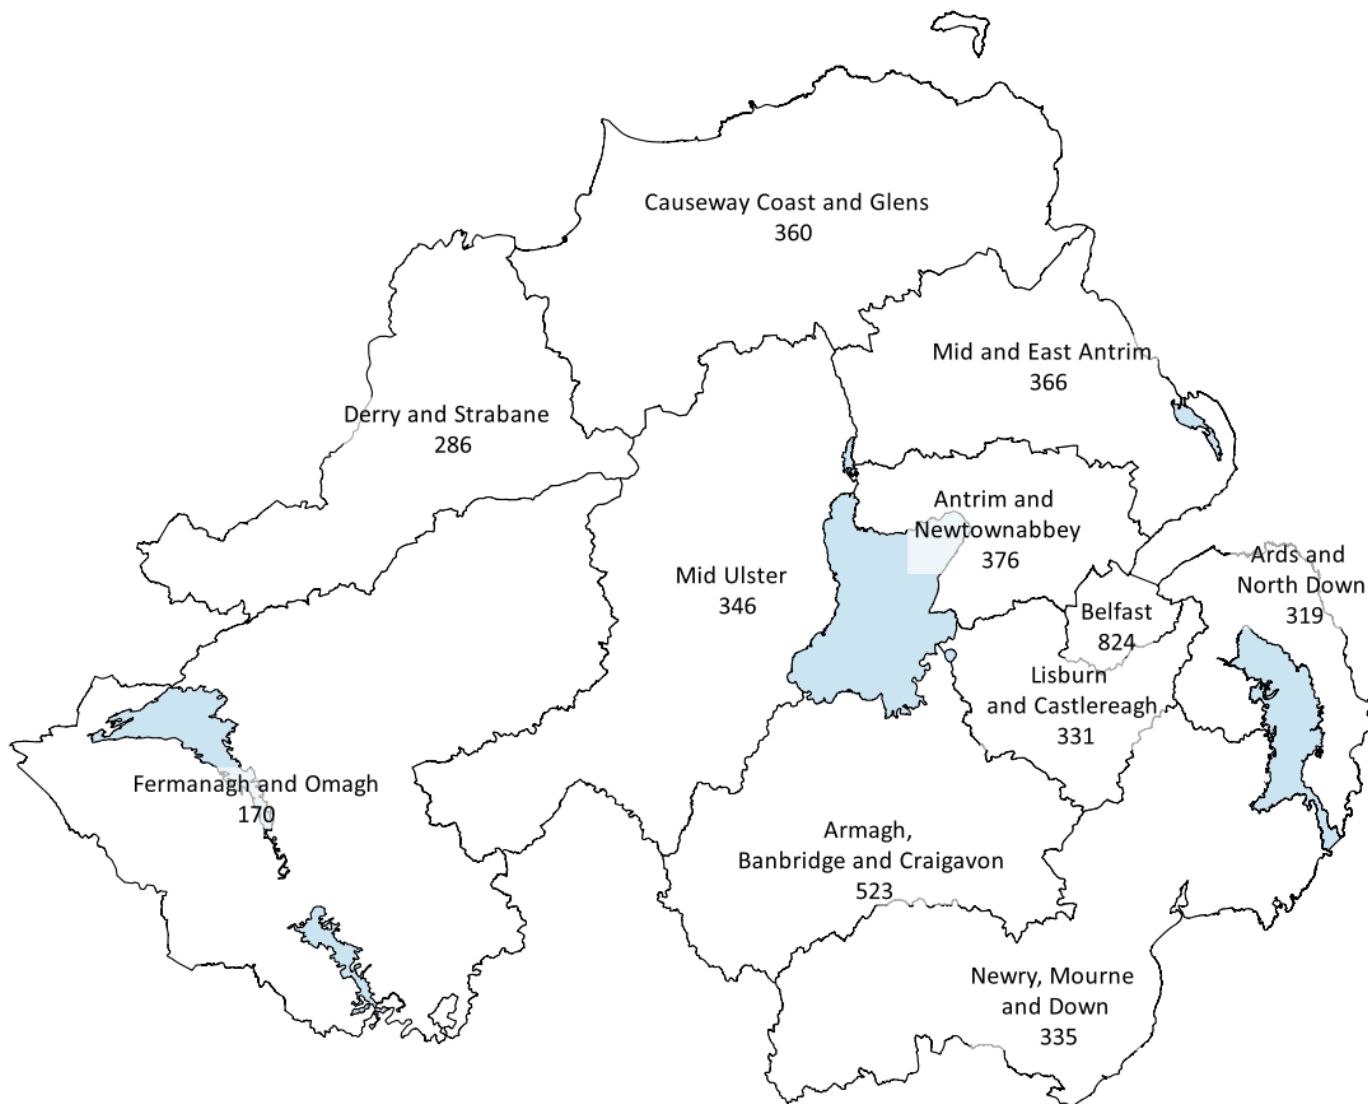 Causeway Coast and Glens
360
Mid and East Antrim
366
Derry and Strabane
286
Antrim and
Newtownabbey
376
Ards and
North Down
319
Mid Ulster
346
Belfast
824
Lisburn
and Castlereagh
331
Fermanagh and Omagh
170
Armagh,
Banbridge and Craigavon
523
Newry, Mourne
and Down
335